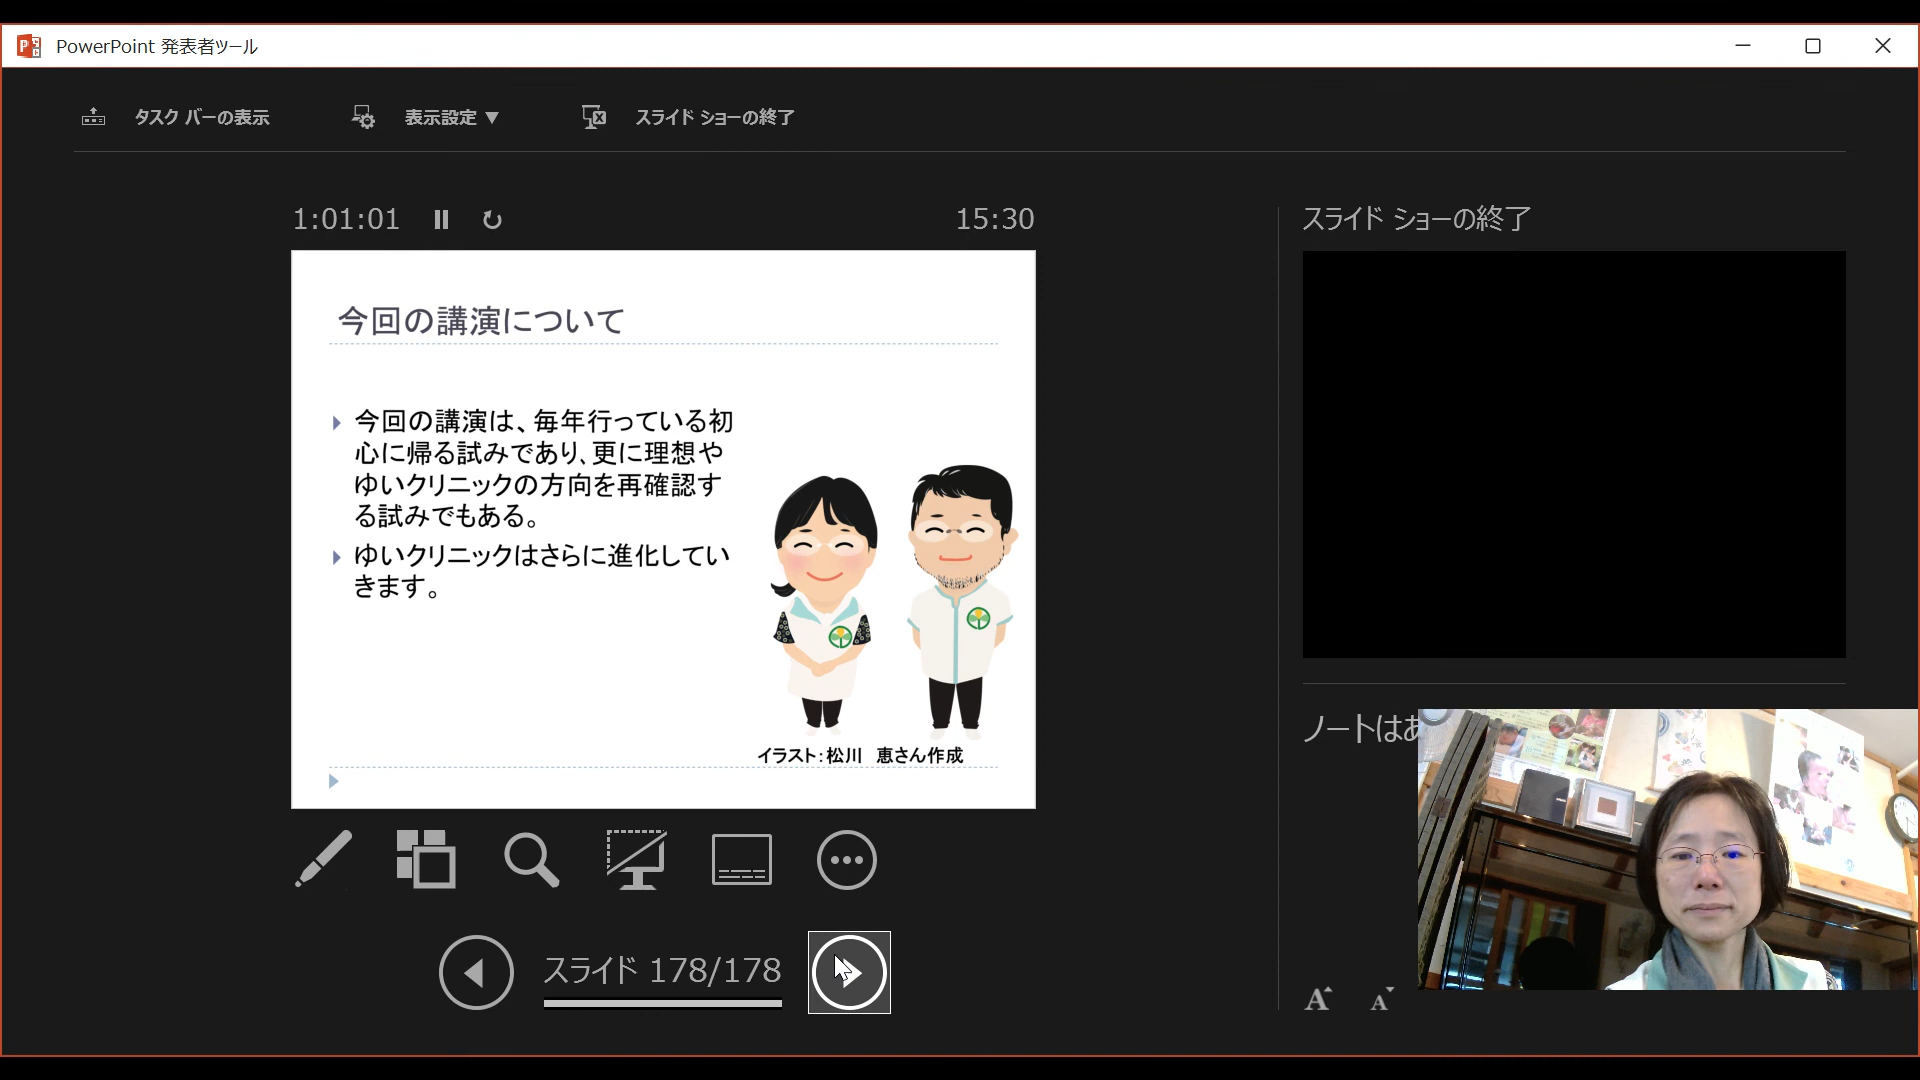 PowerPoint 発表者ツール
タスク バーの表示
表示設定 ▼
スライド ショーの終了
1:01:01
15:30
今回の講演について
今回の講演は、毎年行っている初
心に帰る試みであり、更に理想や
ゆいクリニックの方向を再確認す
る試みでもある。
ゆいクリニックはさらに進化してい
きます。
イラスト：松川　恵さん作成
スライド 178/178
スライド ショーの終了
ノートはあ
A
A